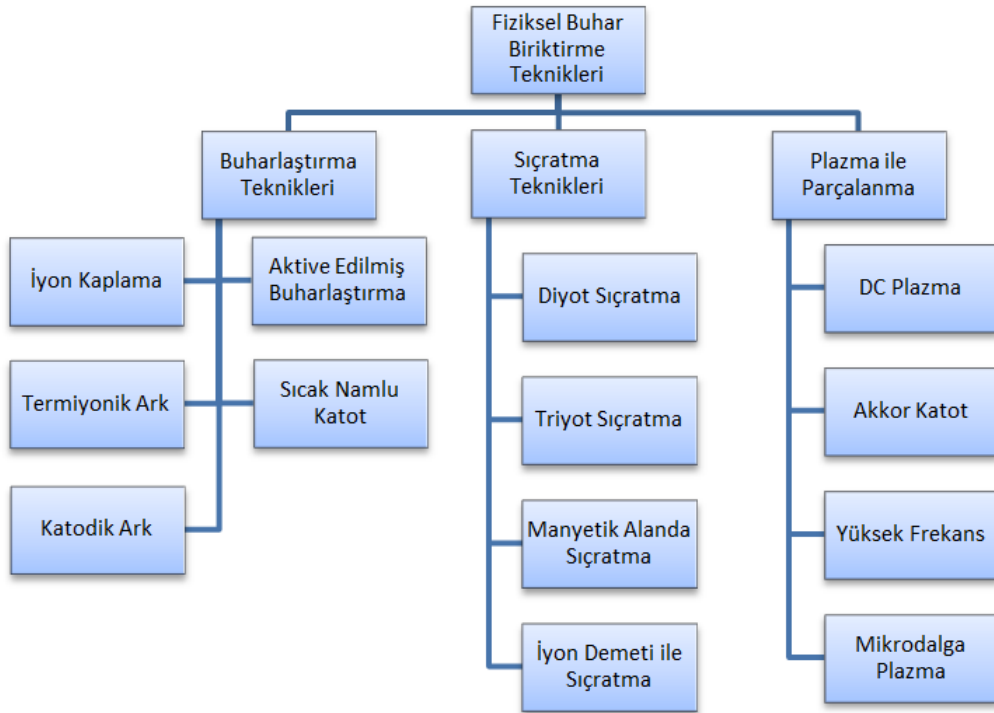 Fiziksel Buhar
Biriktirme
Teknikleri
Buharlaştırma
Teknikleri
İyon Kaplama
Aktive Edilmiş
Buharlaştırma
Termiyonik Ark
Sıcak Namlu
Katot
Katodik Ark
Sıçratma
Teknikleri
Diyot Sıçratma
Triyot Sıçratma
Manyetik Alanda
Sıçratma
İyon Demeti ile
Sıçratma
Plazma ile
Parçalanma
DC Plazma
Akkor Katot
Yüksek Frekans
Mikrodalga
Plazma